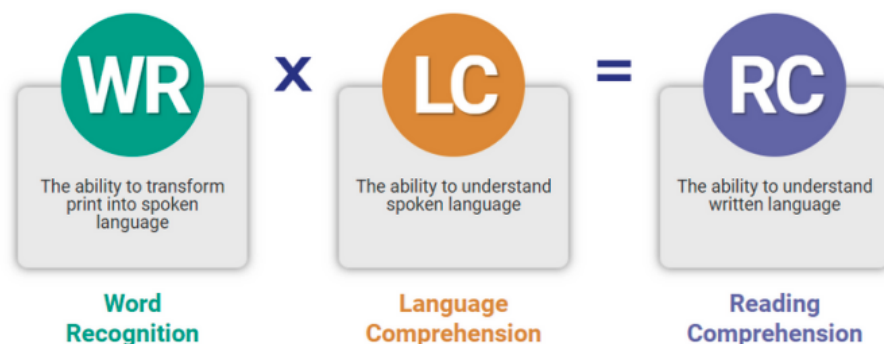 WR x LC = RC
The ability to transform
print into spoken
language
The ability to understand
spoken language
The ability to understand
written language
Word
Recognition
Language
Comprehension
Reading
Comprehension